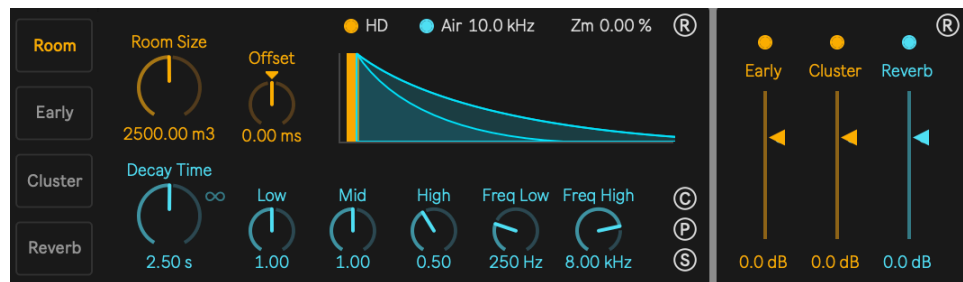 Room
Early
Cluster
Reverb
Room Size
2500.00 m3
Offset
0.00 ms
HD
Air 10.0 kHz
Zm 0.00 %
R
Decay Time
∞
2.50 s
Low
1.00
Mid
1.00
High
0.50
Freq Low
250 Hz
Freq High
8.00 kHz
C
P
S
R
Early
0.0 dB
Cluster
0.0 dB
Reverb
0.0 dB